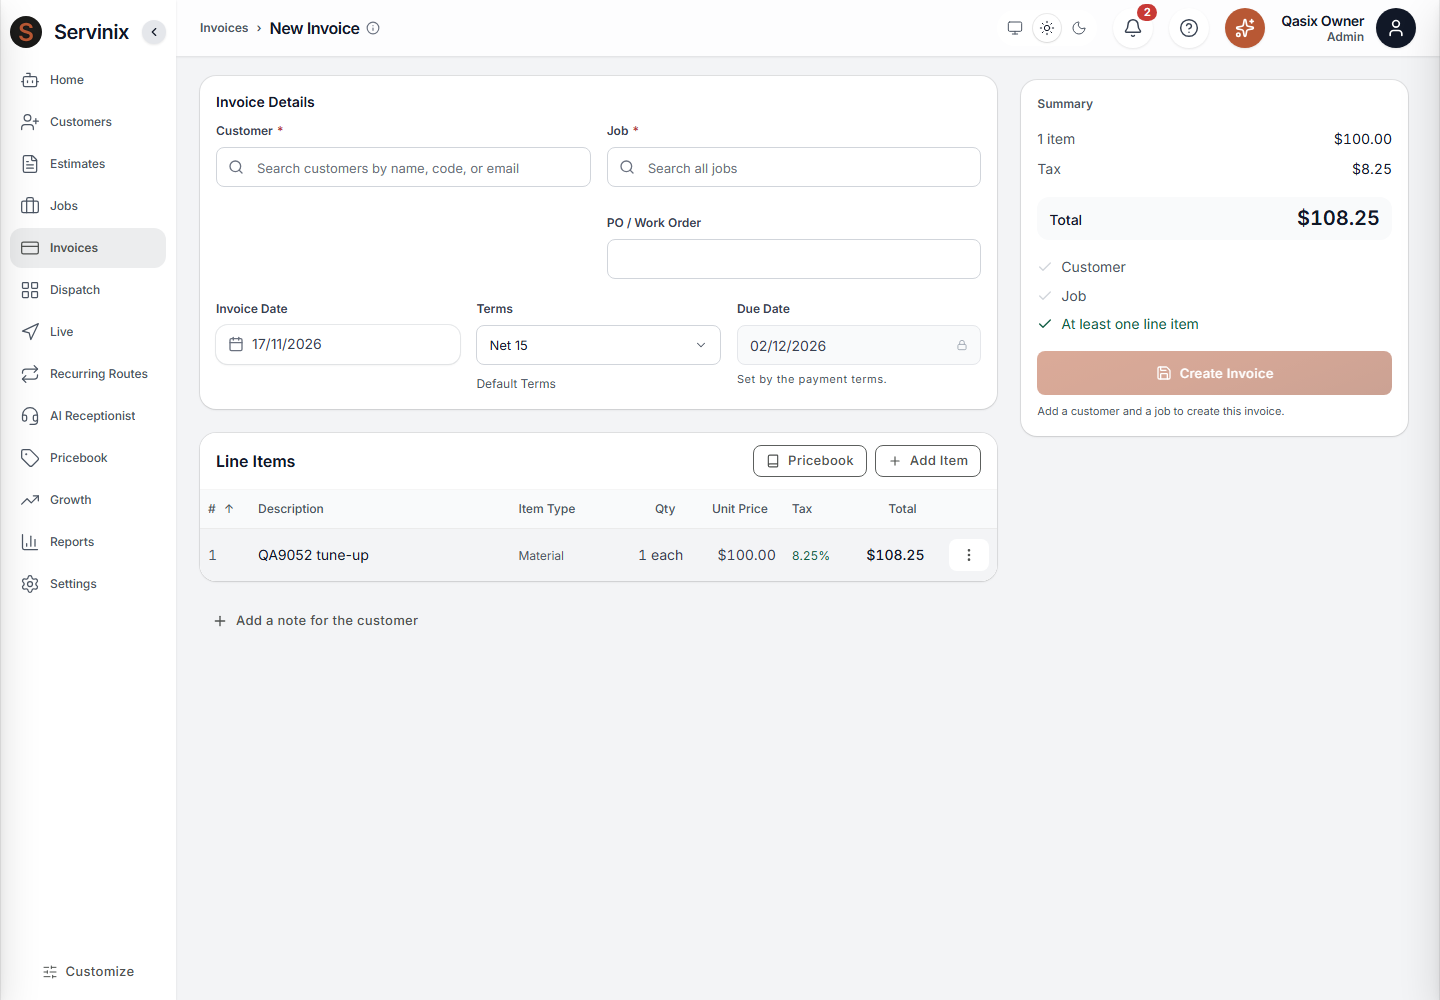 S Servinix
Home
Customers
Estimates
Jobs
Invoices
Dispatch
Live
Recurring Routes
AI Receptionist
Pricebook
Growth
Reports
Settings
Customize
Invoices › New Invoice
2
Qasix Owner
Admin
Invoice Details
Customer *
Search customers by name, code, or email
Job *
Search all jobs
PO / Work Order
Invoice Date
17/11/2026
Terms
Net 15
Default Terms
Due Date
02/12/2026
Set by the payment terms.
Line Items
Pricebook
Add Item
# Description Item Type Qty Unit Price Tax Total
1 QA9052 tune-up Material 1 each $100.00 8.25% $108.25
Add a note for the customer
Summary
1 item $100.00
Tax $8.25
Total $108.25
Customer
Job
At least one line item
Create Invoice
Add a customer and a job to create this invoice.